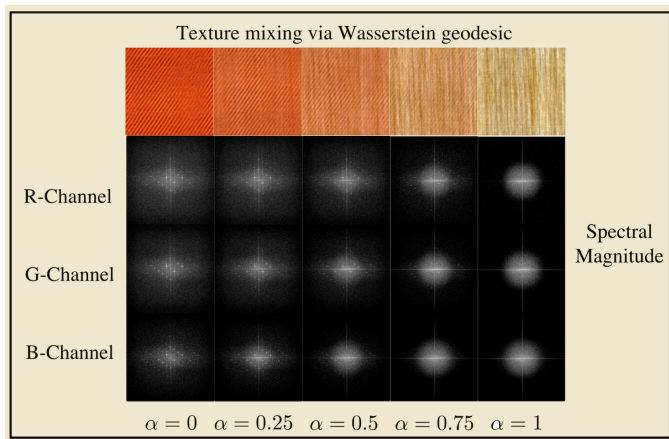 Texture mixing via Wasserstein geodesic
R-Channel
G-Channel
B-Channel
Spectral
Magnitude
α = 0 α = 0.25 α = 0.5 α = 0.75 α = 1